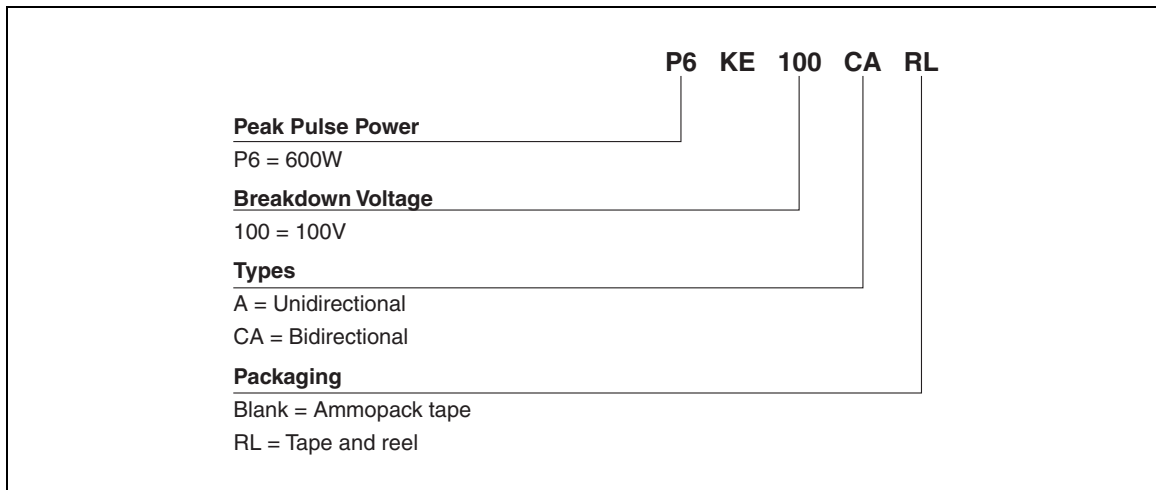 P6 KE 100 CA RL
Peak Pulse Power
P6 = 600W
Breakdown Voltage
100 = 100V
Types
A = Unidirectional
CA = Bidirectional
Packaging
Blank = Ammopack tape
RL = Tape and reel